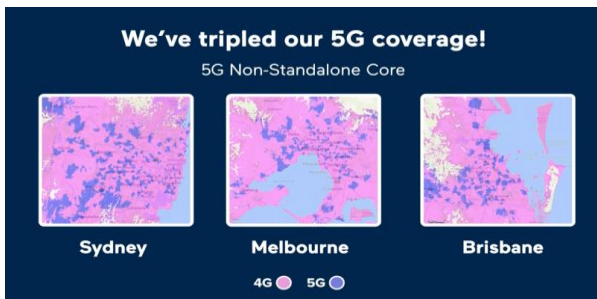 We've tripled our 5G coverage!
5G Non-Standalone Core
Sydney
Melbourne
Brisbane
4G
5G